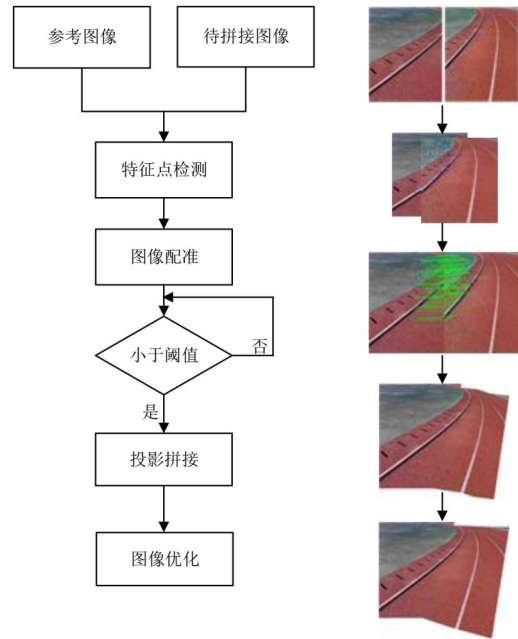 参考图像
待拼接图像
特征点检测
图像配准
小于阈值
否
是
投影拼接
图像优化